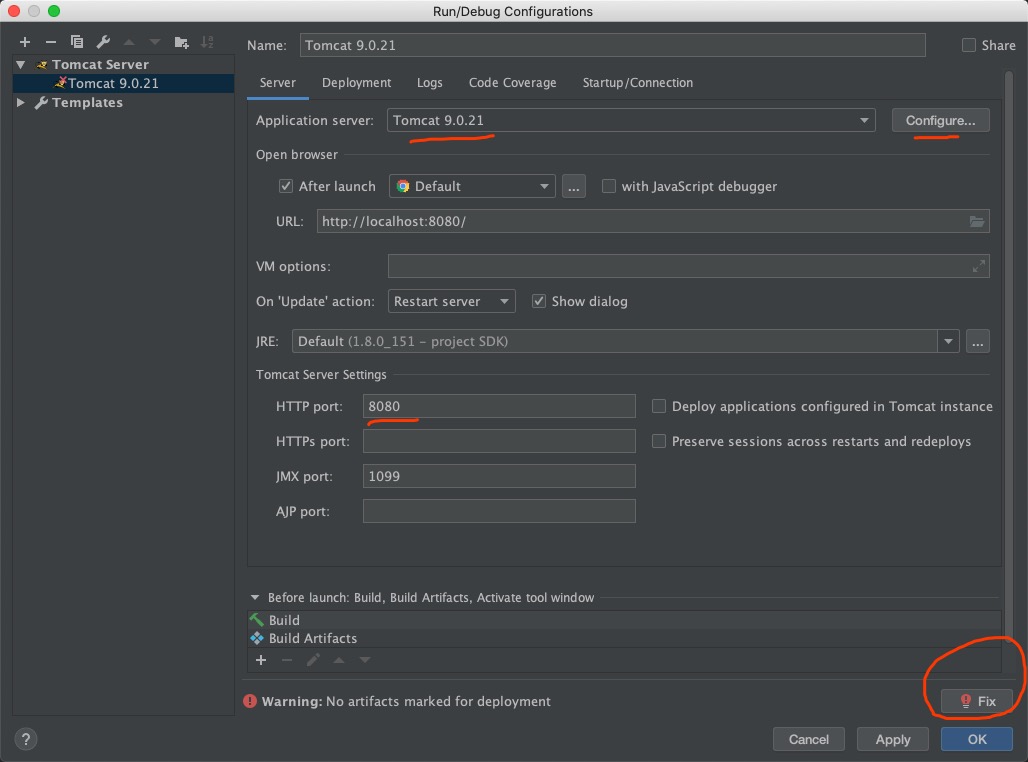 Run/Debug Configurations
Name: Tomcat 9.0.21 Share
Tomcat Server
Tomcat 9.0.21
Templates
Server Deployment Logs Code Coverage Startup/Connection
Application server: Tomcat 9.0.21 Configure...
Open browser
After launch Default ... with JavaScript debugger
URL: http://localhost:8080/
VM options:
On 'Update' action: Restart server Show dialog
JRE: Default (1.8.0_151 – project SDK) ...
Tomcat Server Settings
HTTP port: 8080 Deploy applications configured in Tomcat instance
HTTPs port: Preserve sessions across restarts and redeploys
JMX port: 1099
AJP port:
Before launch: Build, Build Artifacts, Activate tool window
Build
Build Artifacts
Warning: No artifacts marked for deployment Fix
? Cancel Apply OK